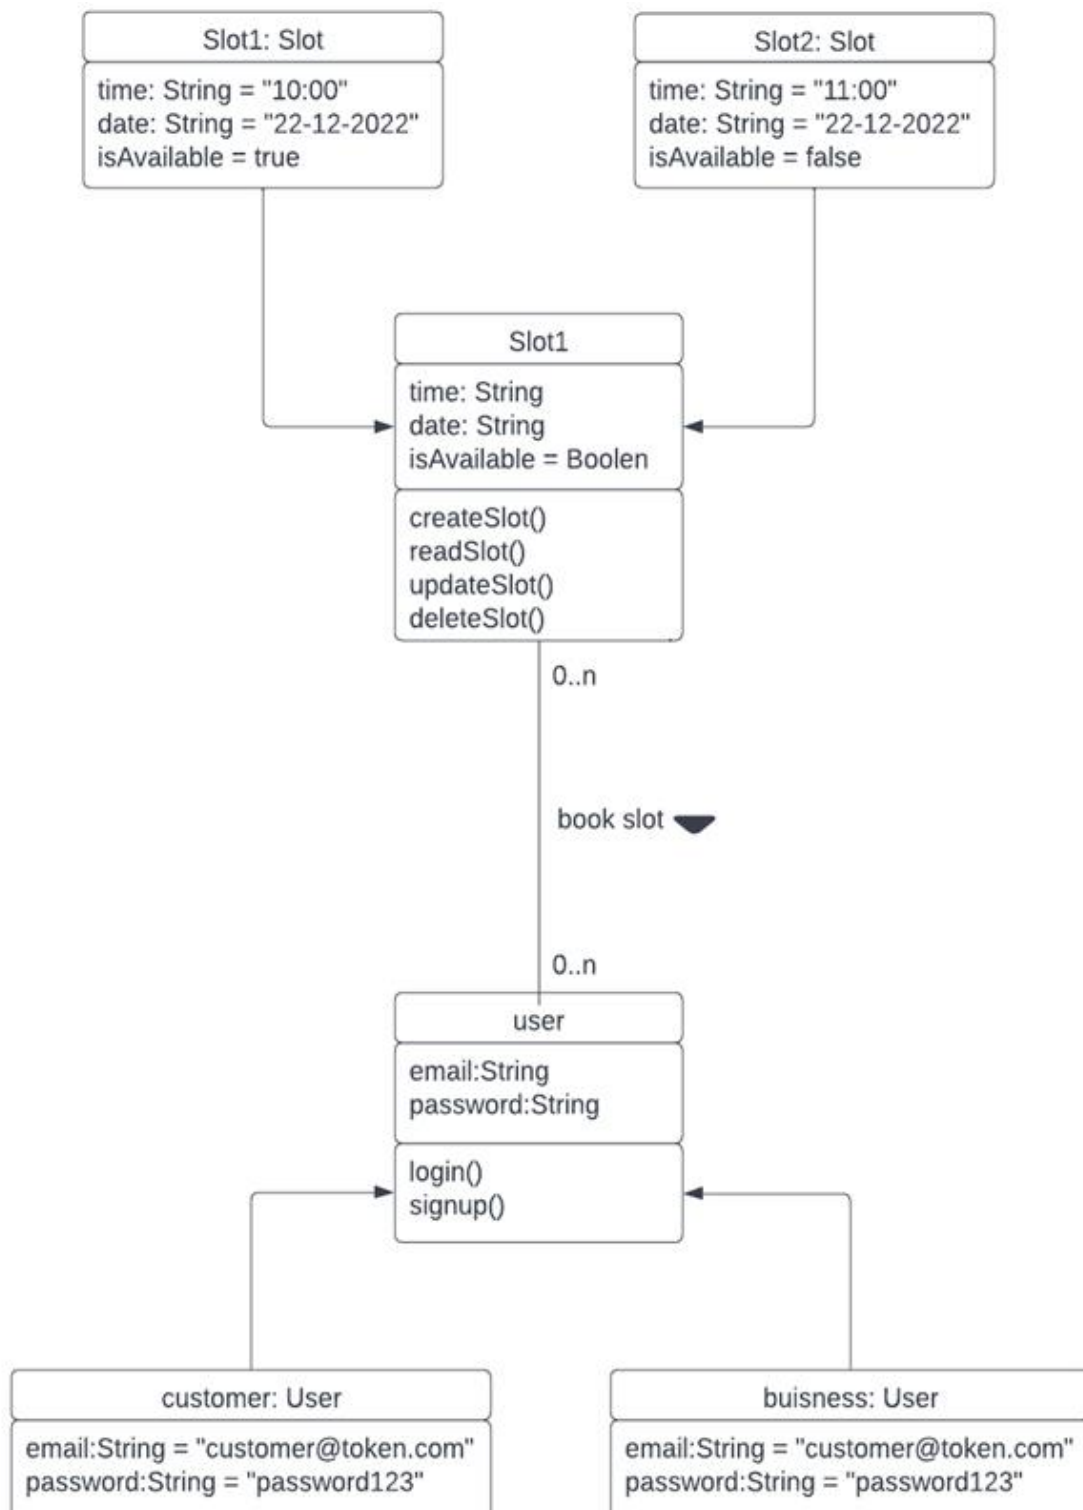 Slot1: Slot
time: String = "10:00"
date: String = "22-12-2022"
isAvailable = true
Slot2: Slot
time: String = "11:00"
date: String = "22-12-2022"
isAvailable = false
Slot1
time: String
date: String
isAvailable = Boolen
createSlot()
readSlot()
updateSlot()
deleteSlot()
0..n
book slot
0..n
user
email:String
password:String
login()
signup()
customer: User
email:String = "customer@token.com"
password:String = "password123"
buisness: User
email:String = "customer@token.com"
password:String = "password123"